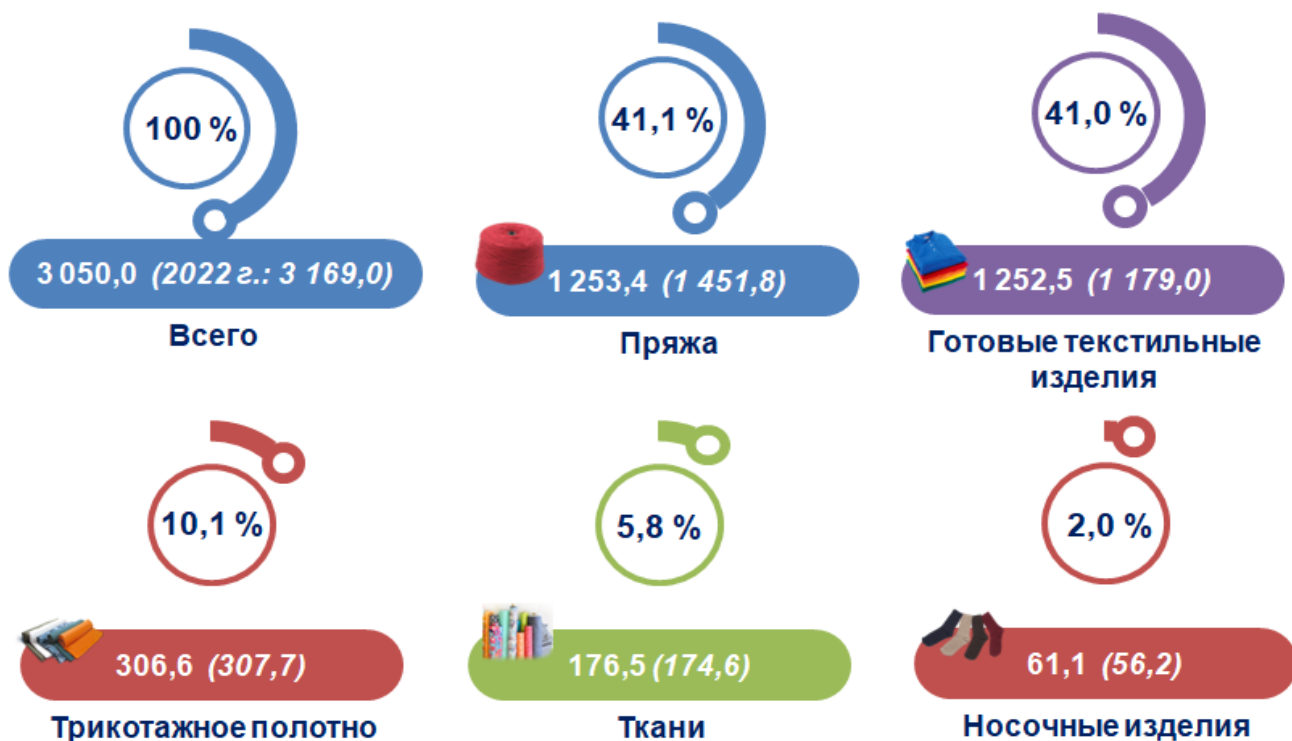 100 %
41,1 %
41,0 %
3 050,0 (2022 г.: 3 169,0)
1 253,4 (1 451,8)
1 252,5 (1 179,0)
Всего
Пряжа
Готовые текстильные
изделия
10,1 %
5,8 %
2,0 %
306,6 (307,7)
176,5 (174,6)
61,1 (56,2)
Трикотажное полотно
Ткани
Носочные изделия